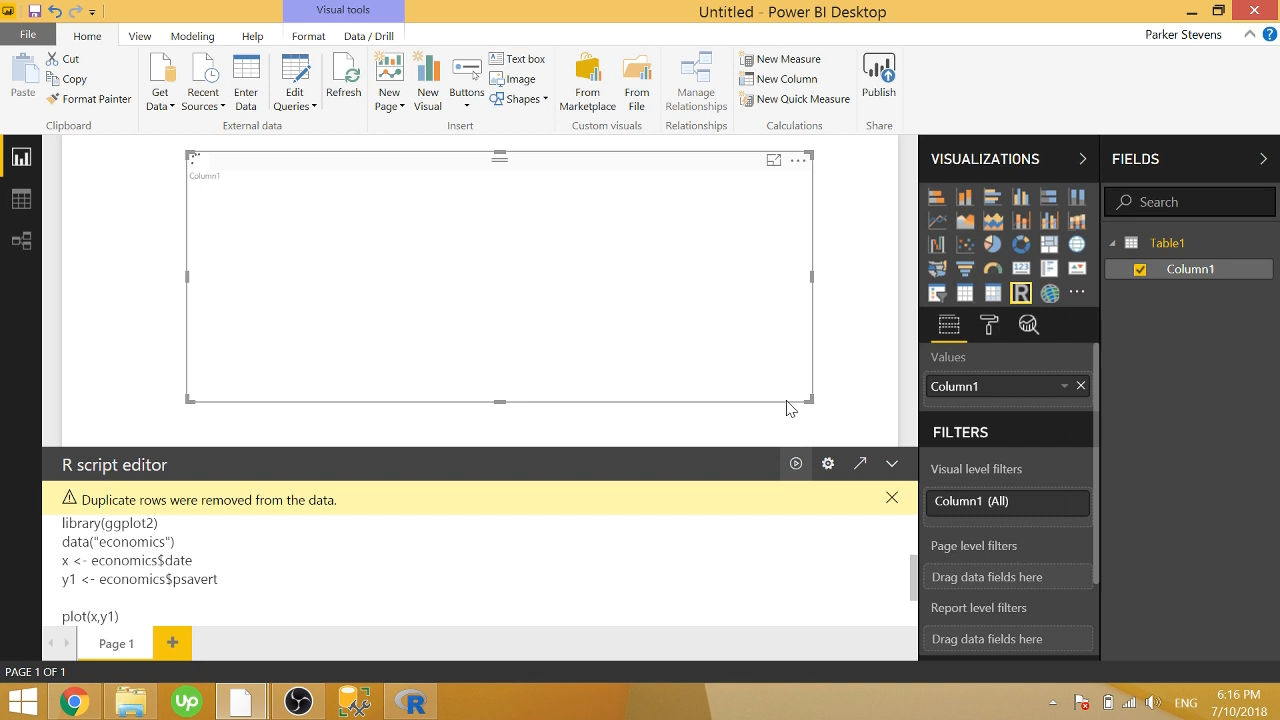 Visual tools
Untitled - Power BI Desktop
File
Home
View
Modeling
Help
Format
Data / Drill
Parker Stevens
Paste
Cut
Copy
Format Painter
Clipboard
Get Data
Recent Sources
Enter Data
Edit Queries
Refresh
External data
New Page
New Visual
Buttons
Text box
Image
Shapes
Insert
From Marketplace
From File
Custom visuals
Manage Relationships
Relationships
New Measure
New Column
New Quick Measure
Calculations
Publish
Share
Column1
R script editor
Duplicate rows were removed from the data.
library(ggplot2)
data("economics")
x <- economics$date
y1 <- economics$psavert
plot(x,y1)
Page 1
PAGE 1 OF 1
VISUALIZATIONS
R
Values
Column1
FILTERS
Visual level filters
Column1 (All)
Page level filters
Drag data fields here
Report level filters
Drag data fields here
FIELDS
Search
Table1
Column1
Up
R
ENG
6:16 PM
7/10/2018